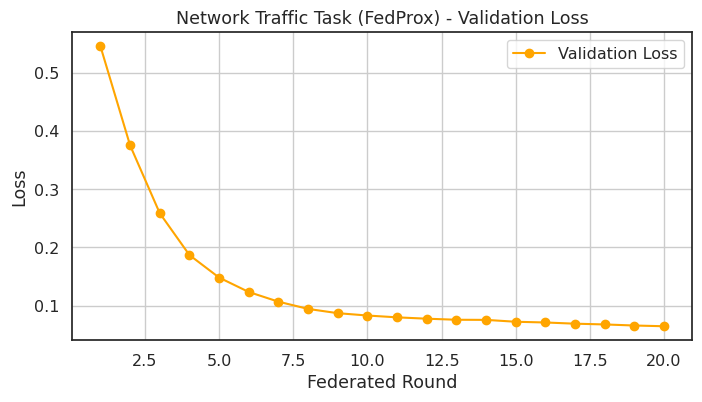 Network Traffic Task (FedProx) - Validation Loss
Validation Loss
Loss
0.5
0.4
0.3
0.2
0.1
2.5 5.0 7.5 10.0 12.5 15.0 17.5 20.0
Federated Round